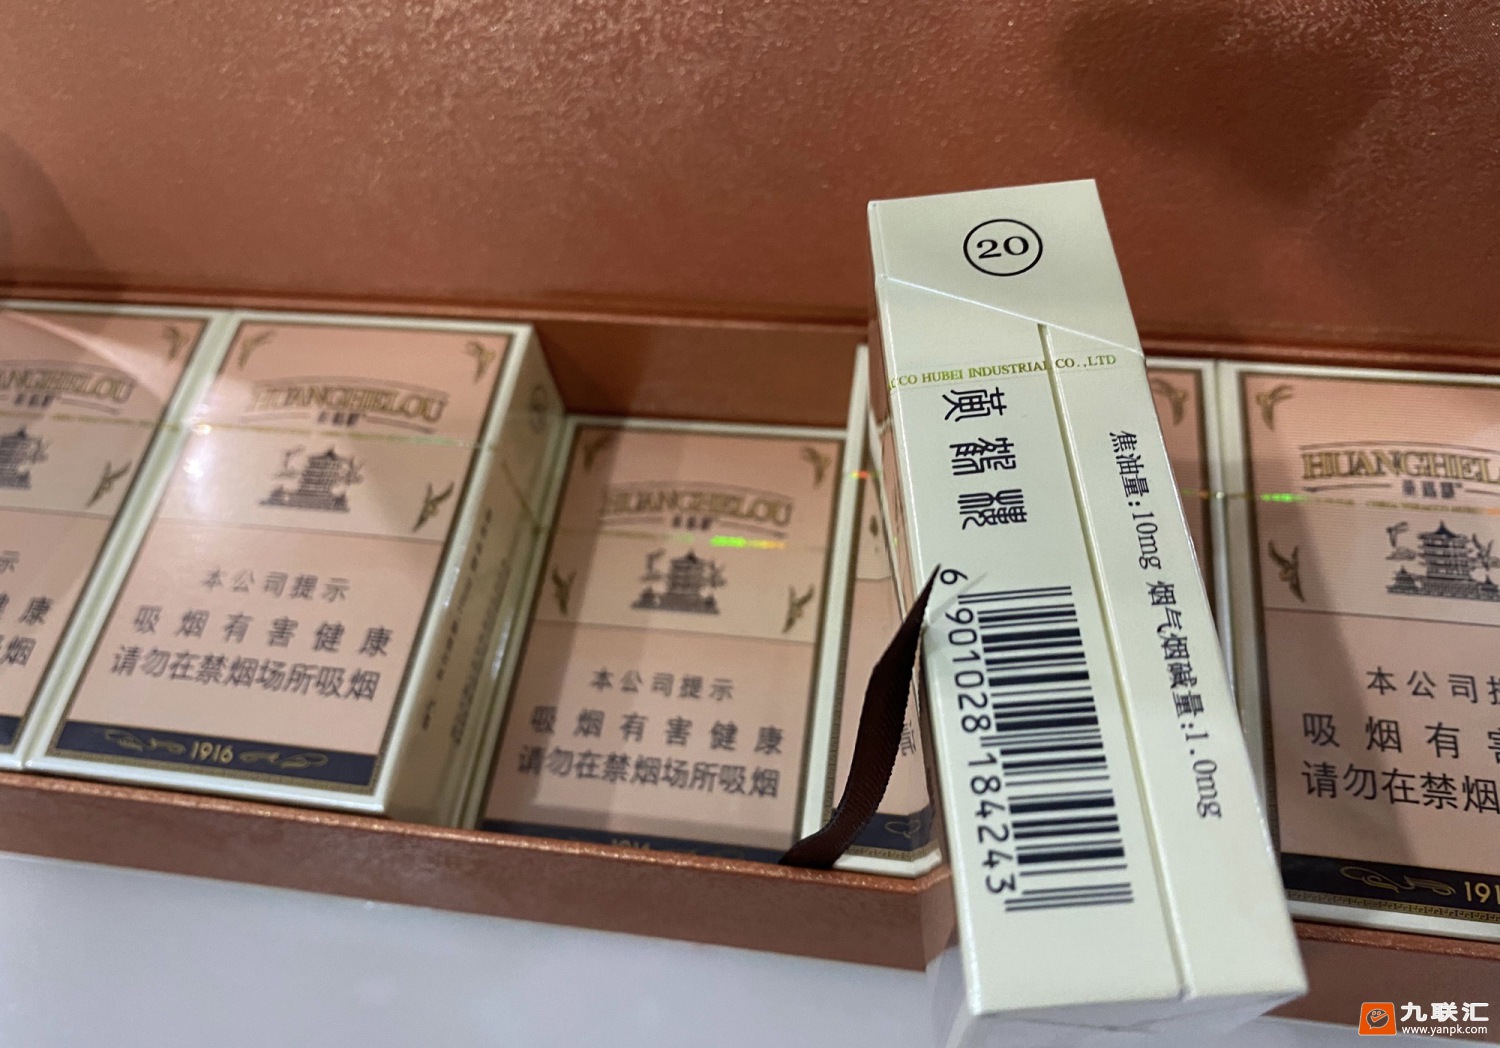 HUANGHELOU
1916
本公司提示
吸烟有害健康
请勿在禁烟场所吸烟
HUANGHELOU
本公司提示
吸烟有害健康
请勿在禁烟场所吸烟
20
CCO HUBEI INDUSTRIAL CO.,LTD
黄鹤楼
6 901028 184243
焦油量:10mg 烟气烟碱量:1.0mg
HUANGHEL
本公司提
吸烟有害
请勿在禁烟
191
九联汇
www.yanpk.com